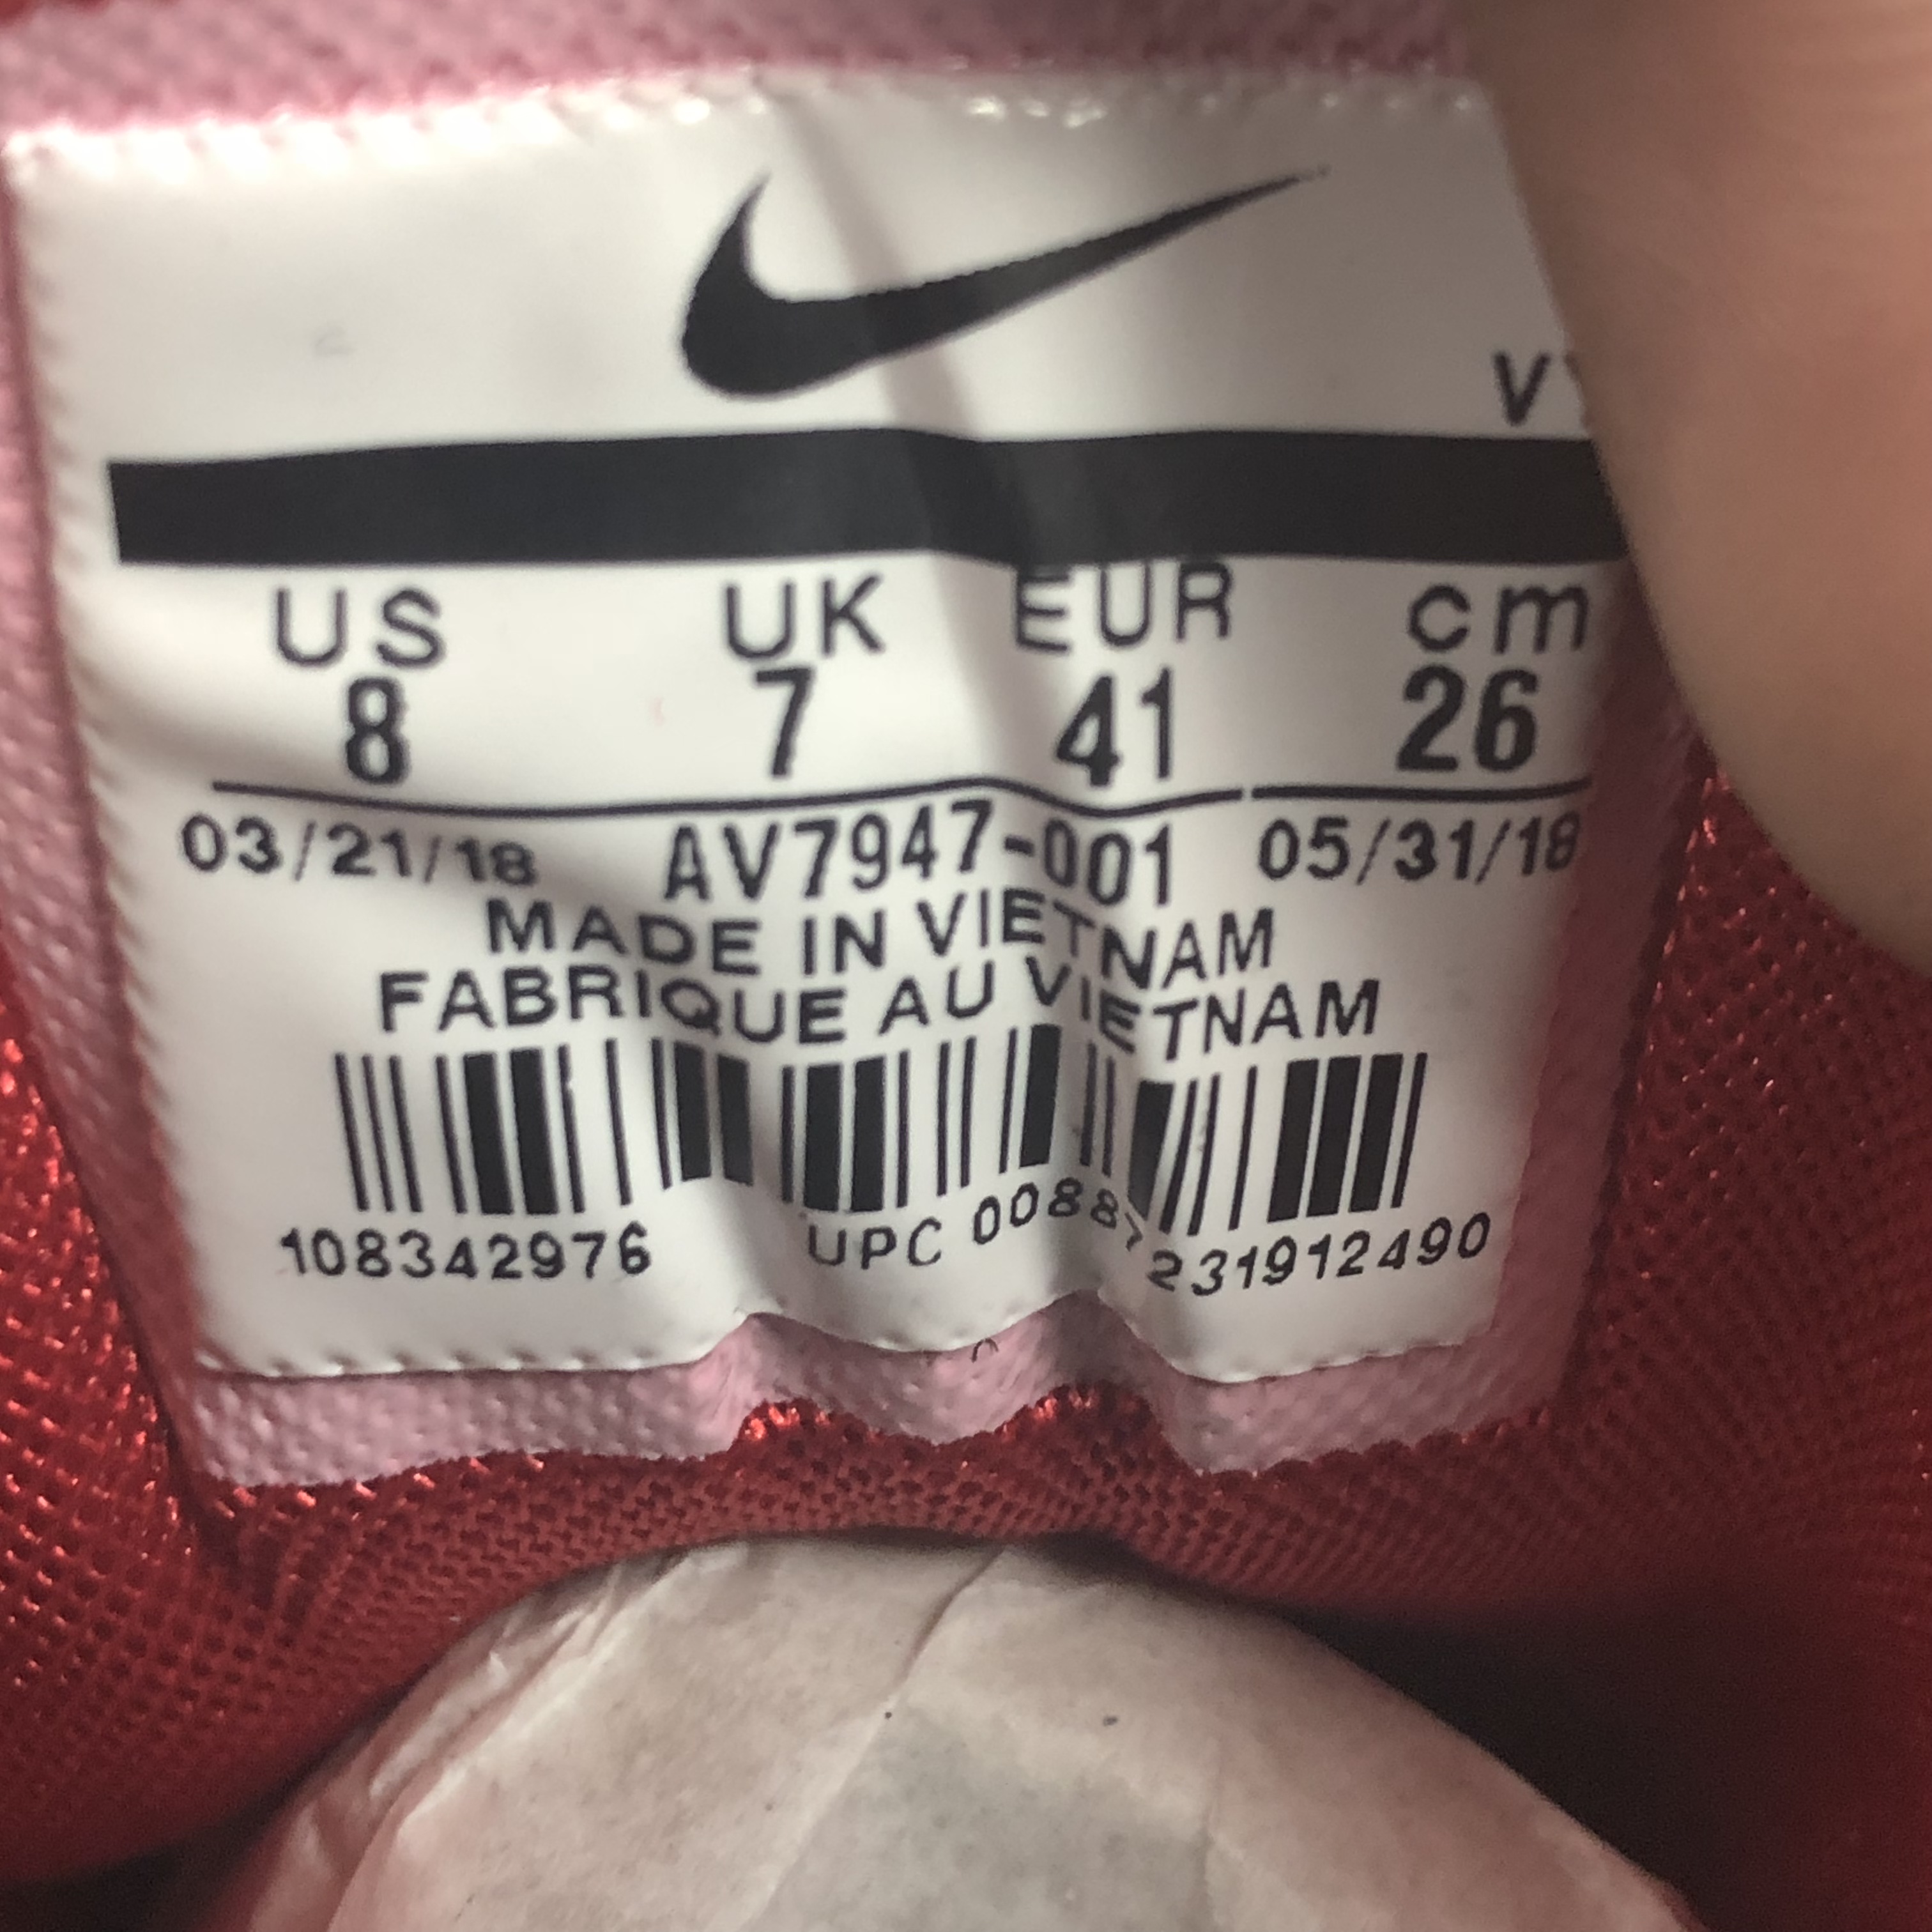 V
US UK EUR cm
8 7 41 26
03/21/18 AV7947-001 05/31/18
MADE IN VIETNAM
FABRIQUE AU VIETNAM
108342976 UPC 00887231912490